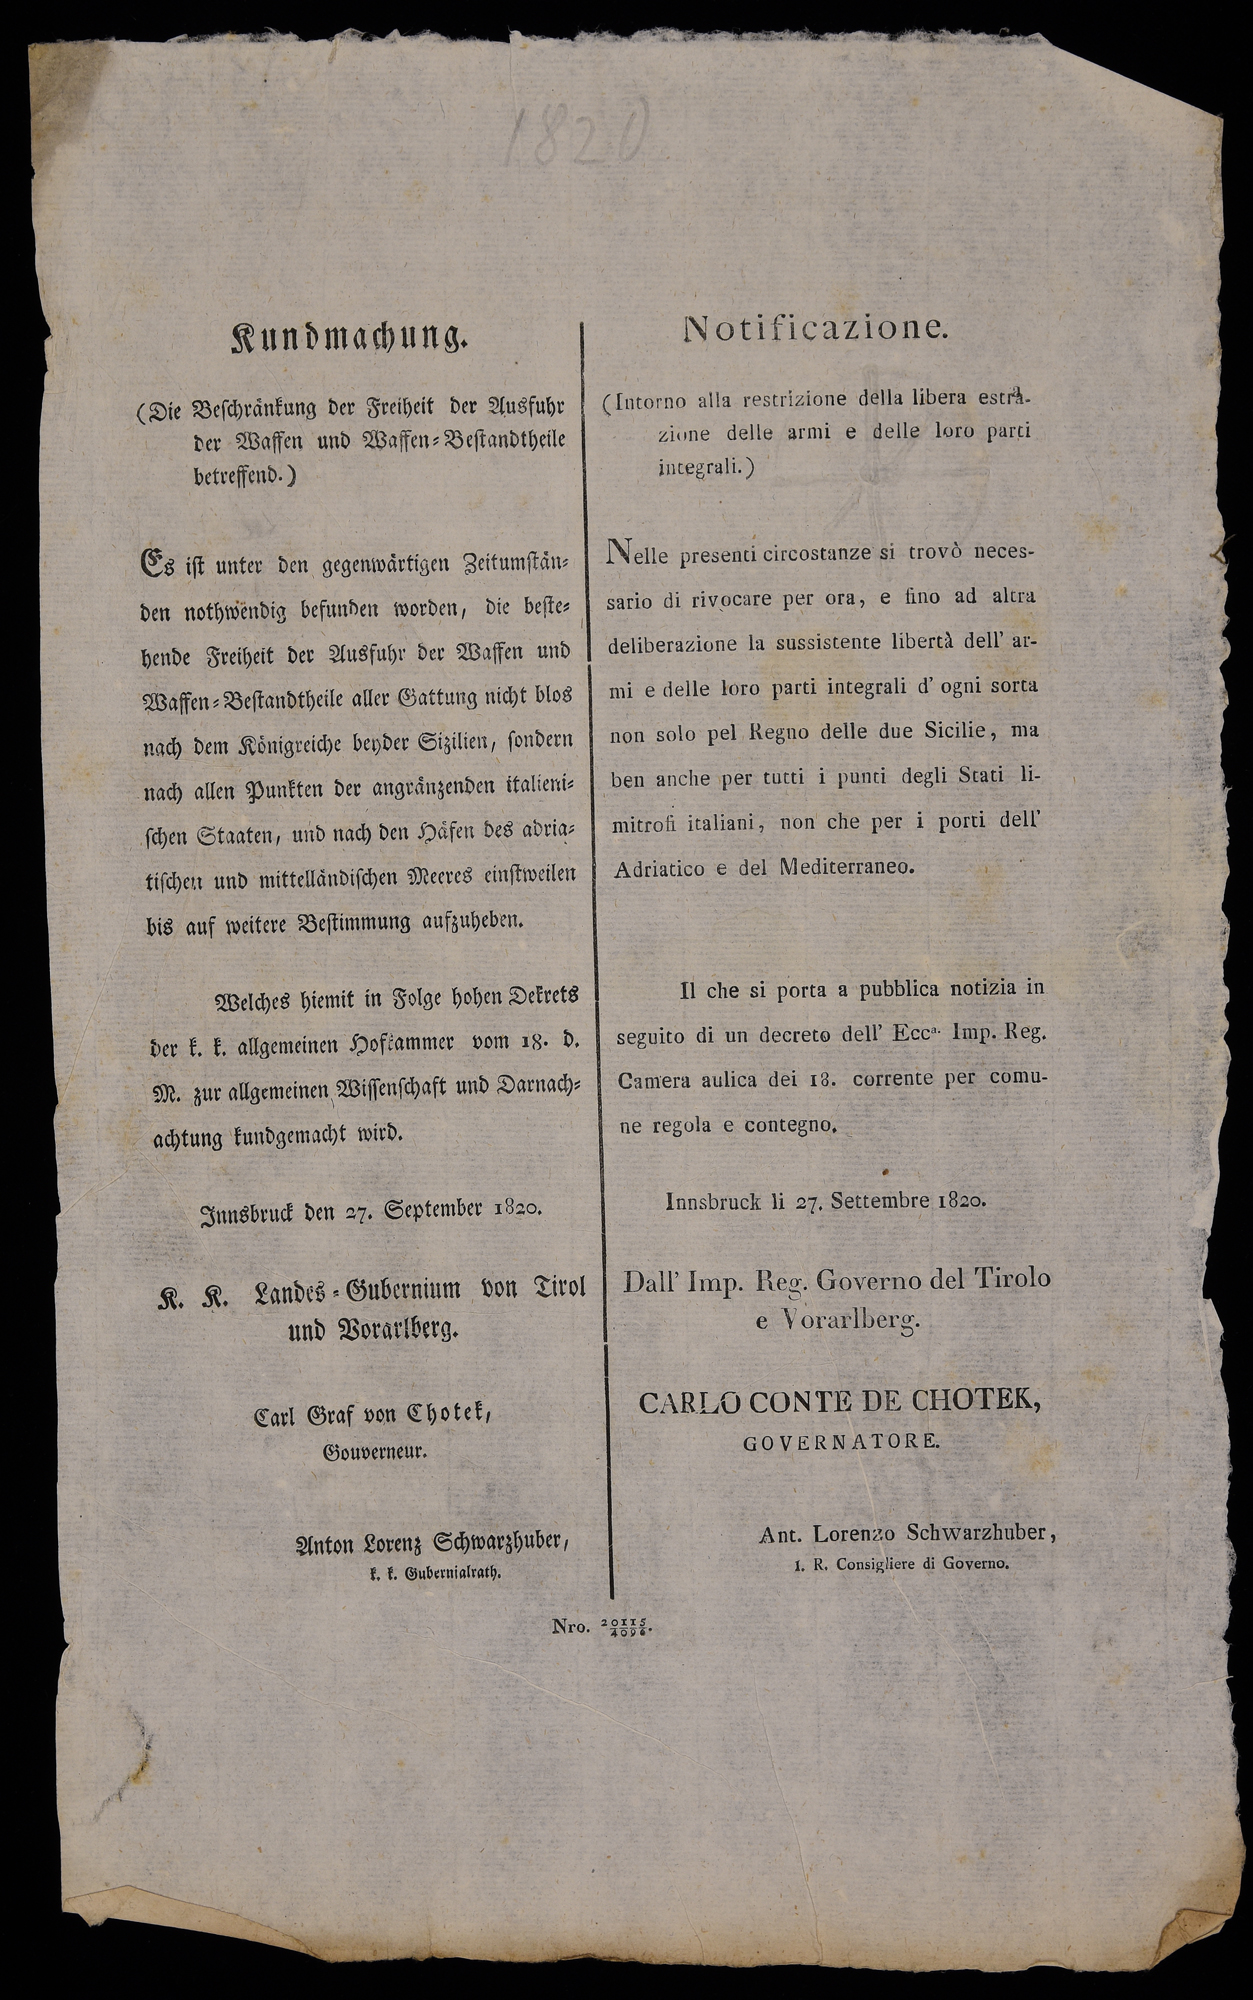 1820
Kundmachung.
(Die Beschränkung der Freiheit der Ausfuhr
der Waffen und Waffen-Bestandtheile
betreffend.)
Es ist unter den gegenwärtigen Zeitumstän-
den nothwendig befunden worden, die beste-
hende Freiheit der Ausfuhr der Waffen und
Waffen-Bestandtheile aller Gattung nicht blos
nach dem Königreiche beyder Sizilien, sondern
nach allen Punkten der angränzenden italieni-
schen Staaten, und nach den Häfen des adria-
tischen und mittelländischen Meeres einstweilen
bis auf weitere Bestimmung aufzuheben.
Welches hiemit in Folge hohen Dekrets
der k. k. allgemeinen Hofkammer vom 18. d.
M. zur allgemeinen Wissenschaft und Darnach-
achtung kundgemacht wird.
Innsbruck den 27. September 1820.
K. K. Landes-Gubernium von Tirol
und Vorarlberg.
Carl Graf von Chotek,
Gouverneur.
Anton Lorenz Schwarzhuber,
k. k. Gubernialrath.
Notificazione.
(Intorno alla restrizione della libera estra-
zione delle armi e delle loro parti
integrali.)
Nelle presenti circostanze si trovò neces-
sario di rivocare per ora, e fino ad altra
deliberazione la sussistente libertà dell' ar-
mi e delle loro parti integrali d' ogni sorta
non solo pel Regno delle due Sicilie, ma
ben anche per tutti i punti degli Stati li-
mitrofi italiani, non che per i porti dell'
Adriatico e del Mediterraneo.
Il che si porta a pubblica notizia in
seguito di un decreto dell' Ecca. Imp. Reg.
Camera aulica dei 18. corrente per comu-
ne regola e contegno.
Innsbruck li 27. Settembre 1820.
Dall' Imp. Reg. Governo del Tirolo
e Vorarlberg.
CARLO CONTE DE CHOTEK,
GOVERNATORE.
Ant. Lorenzo Schwarzhuber,
I. R. Consigliere di Governo.
Nro. 20115/4096.